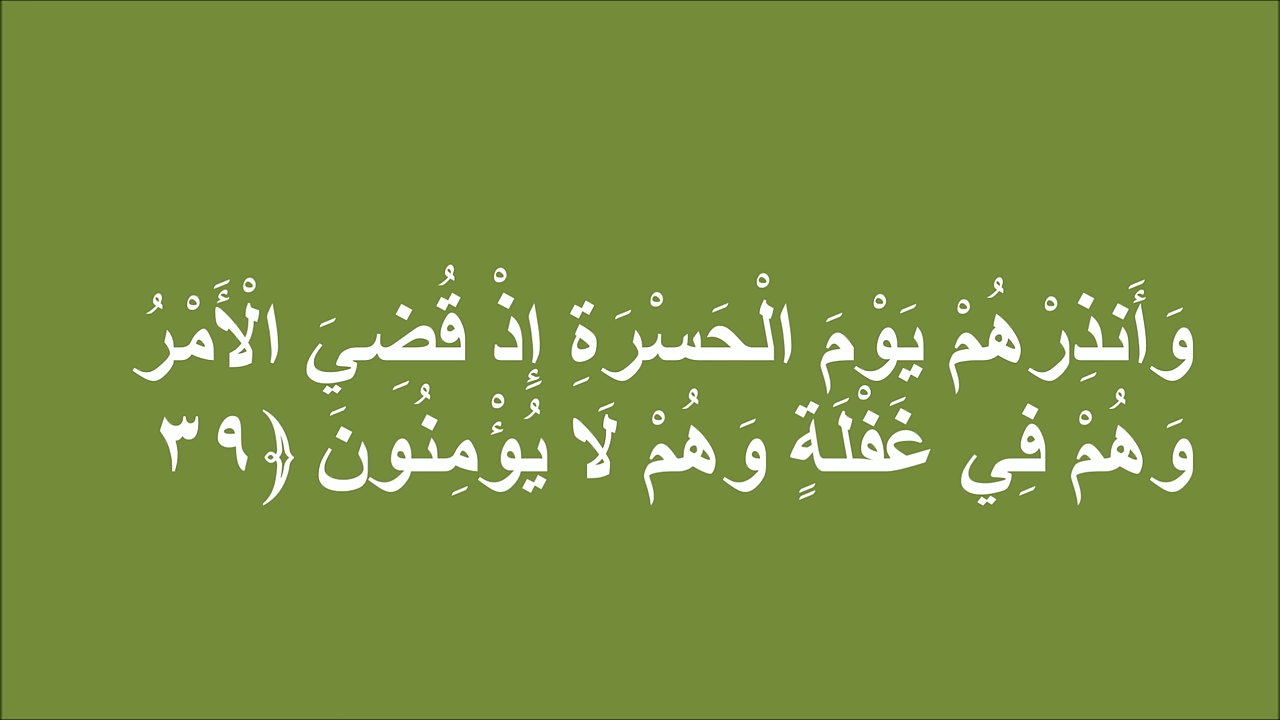 وَأَنذِرْهُمْ يَوْمَ الْحَسْرَةِ إِذْ قُضِيَ الْأَمْرُ
وَهُمْ فِي غَفْلَةٍ وَهُمْ لَا يُؤْمِنُونَ ﴿٣٩